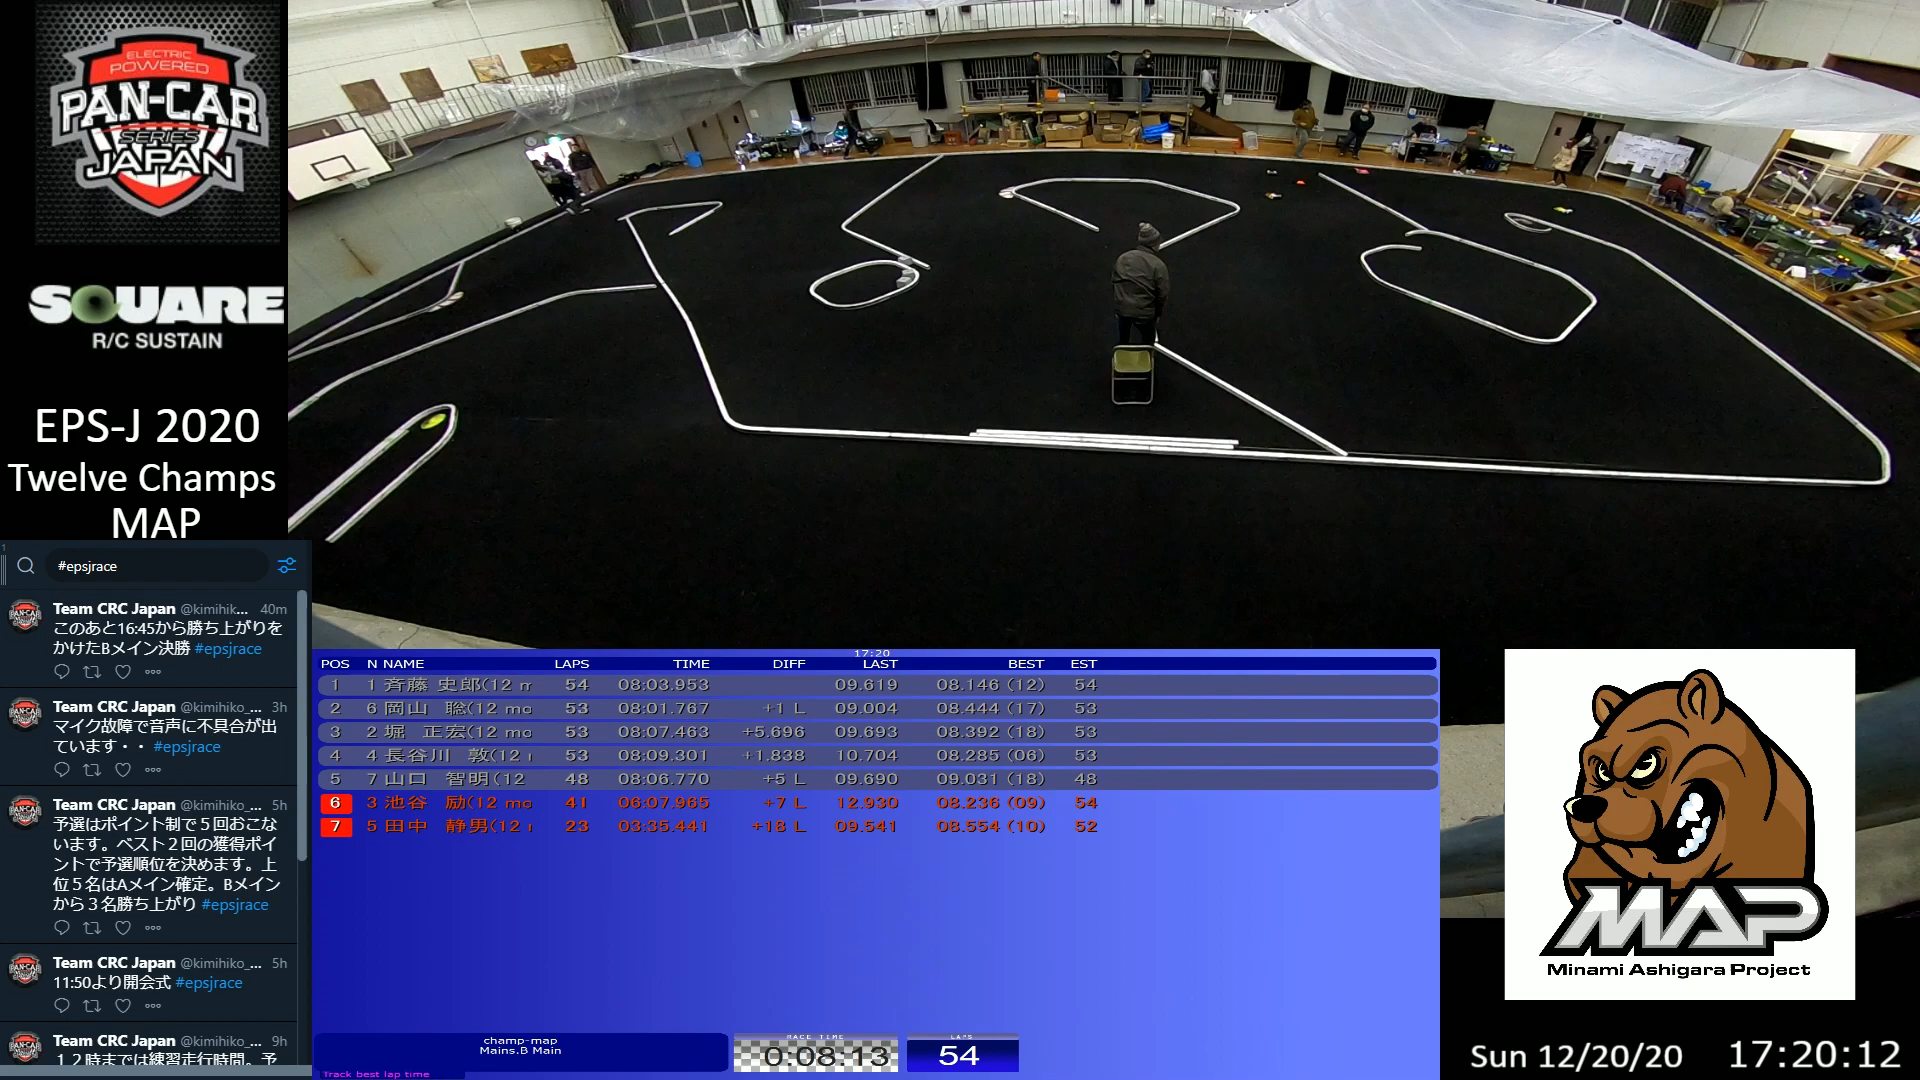 ELECTRIC
POWERED
PAN-CAR
SERIES
JAPAN
SQUARE
R/C SUSTAIN
EPS-J 2020
Twelve Champs
MAP
#epsjrace
Team CRC Japan @kimihik... 40m
このあと16:45から勝ち上がりを
かけたBメイン決勝 #epsjrace
Team CRC Japan @kimihiko_... 3h
マイク故障で音声に不具合が出
ています・・ #epsjrace
Team CRC Japan @kimihiko_... 5h
予選はポイント制で５回おこな
います。ベスト２回の獲得ポイ
ントで予選順位を決めます。上
位５名はAメイン確定。Bメイン
から３名勝ち上がり #epsjrace
Team CRC Japan @kimihiko_... 5h
11:50より開会式 #epsjrace
Team CRC Japan @kimihiko_... 9h
１２時までは練習走行時間。予
17:20
POS N NAME LAPS TIME DIFF LAST BEST EST
1 1 斉藤 史郎(12 m 54 08:03.953 09.619 08.146 (12) 54
2 6 岡山 聡(12 mo 53 08:01.767 +1 L 09.004 08.444 (17) 53
3 2 堀 正宏(12 mo 53 08:07.463 +5.696 09.693 08.392 (18) 53
4 4 長谷川 敦(12 53 08:09.301 +1.838 10.704 08.285 (06) 53
5 7 山口 智明(12 48 08:06.770 +5 L 09.690 09.031 (18) 48
6 3 池谷 励(12 mo 41 06:07.965 +7 L 12.930 08.236 (09) 54
7 5 田中 静男(12 23 03:35.441 +18 L 09.541 08.554 (10) 52
champ-map
Mains.B Main
Track best lap time
RACE TIME
0:08:13
LAPS
54
MAP
Minami Ashigara Project
Sun 12/20/20 17:20:12